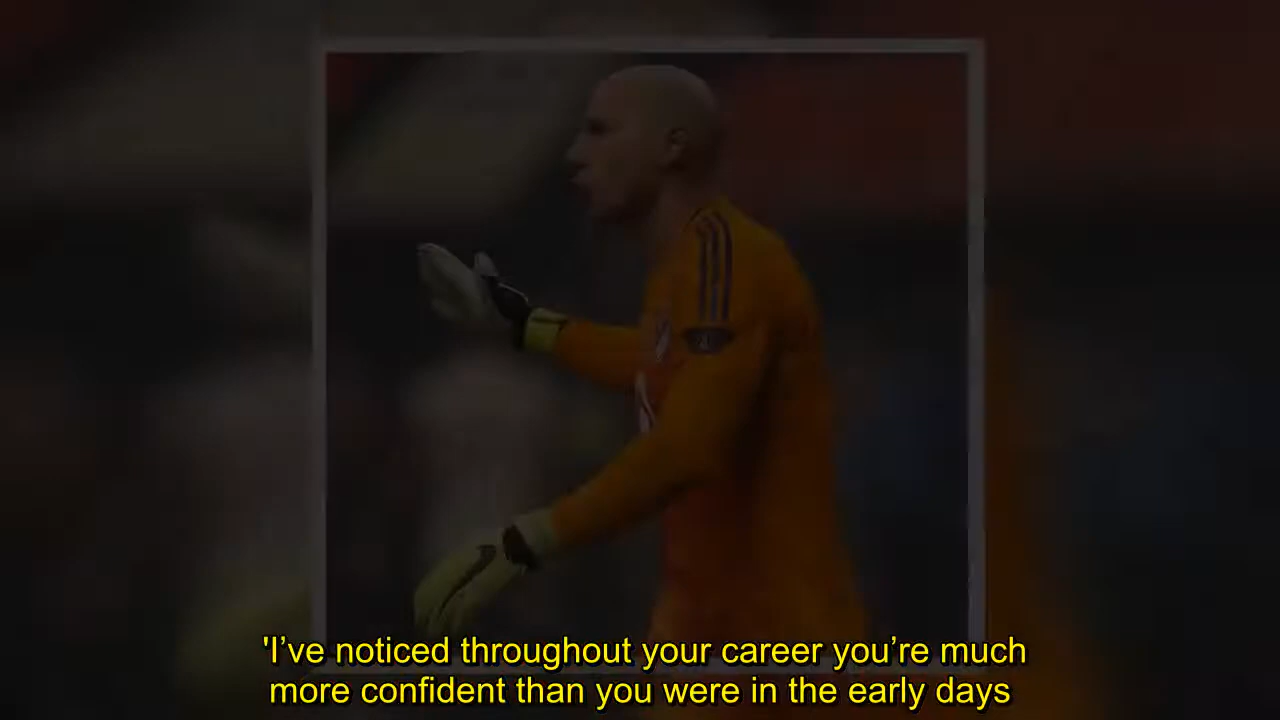 'I’ve noticed throughout your career you’re much
more confident than you were in the early days